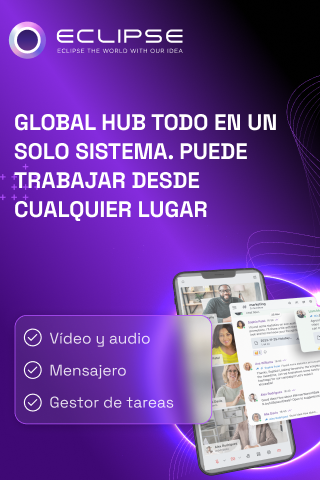 ECLIPSE
ECLIPSE THE WORLD WITH OUR IDEA
GLOBAL HUB TODO EN UN
SOLO SISTEMA. PUEDE
TRABAJAR DESDE
CUALQUIER LUGAR
Vídeo y audio
Mensajero
Gestor de tareas